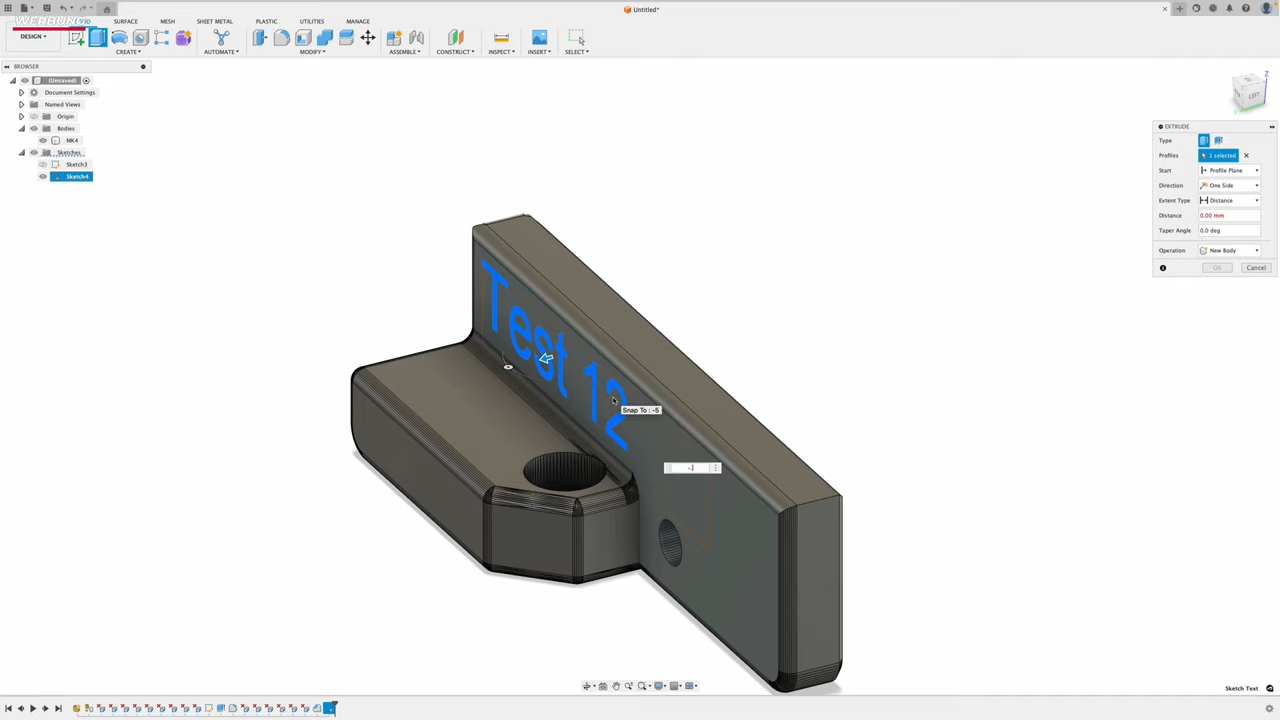 Untitled*
WERBUNG
SURFACE MESH SHEET METAL PLASTIC UTILITIES MANAGE
DESIGN
CREATE AUTOMATE MODIFY ASSEMBLE CONSTRUCT INSPECT INSERT SELECT
BROWSER
(Unsaved)
Document Settings
Named Views
Origin
Bodies
MK4
Sketches
Sketch3
Sketch4
Z
LEFT
EXTRUDE
Type
Profiles 1 selected
Start Profile Plane
Direction One Side
Extent Type Distance
Distance 0.00 mm
Taper Angle 0.0 deg
Operation New Body
OK Cancel
Test 12
Snap To : -5
Sketch Text